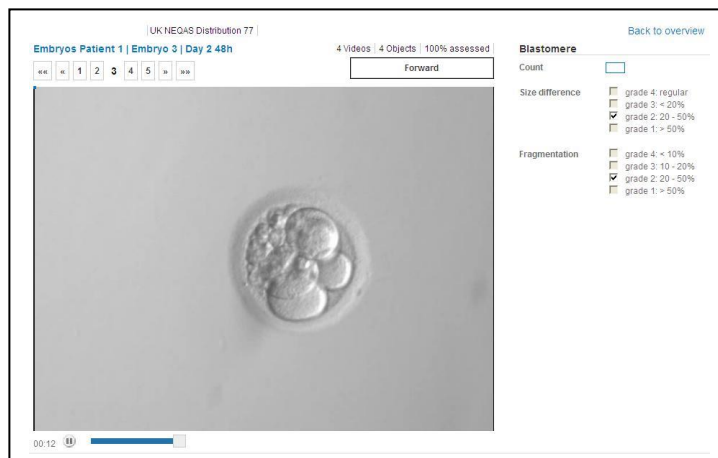 UK NEQAS Distribution 77
Back to overview
Embryos Patient 1 | Embryo 3 | Day 2 48h
4 Videos | 4 Objects | 100% assessed
«« « 1 2 3 4 5 » »»
Forward
Blastomere
Count
Size difference
grade 4: regular
grade 3: < 20%
grade 2: 20 - 50%
grade 1: > 50%
Fragmentation
grade 4: < 10%
grade 3: 10 - 20%
grade 2: 20 - 50%
grade 1: > 50%
00:12